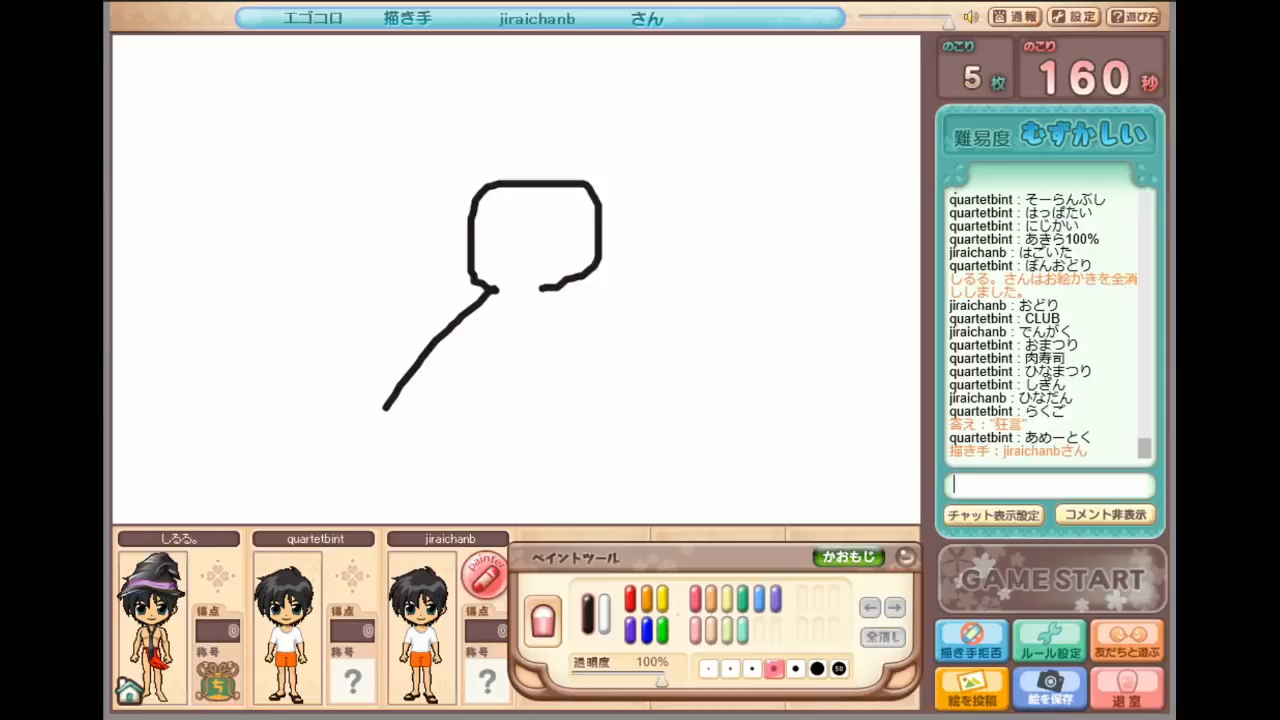 エゴコロ 描き手 jiraichanb さん
通報 設定 遊び方
のこり 5 枚
のこり 160 秒
難易度 むずかしい
quartetbint : そーらんぶし
quartetbint : はっぱたい
quartetbint : にじかい
quartetbint : あきら100%
jiraichanb : はごいた
quartetbint : ぼんおどり
しるる。さんはお絵かきを全消
ししました。
jiraichanb : おどり
quartetbint : CLUB
jiraichanb : でんがく
quartetbint : おまつり
quartetbint : 肉寿司
quartetbint : ひなまつり
quartetbint : しぎん
jiraichanb : ひなだん
quartetbint : らくご
答え："狂言"
quartetbint : あめーとく
描き手：jiraichanbさん
チャット表示設定 コメント非表示
GAME START
描き手拒否 ルール設定 友だちと遊ぶ
絵を投稿 絵を保存 退室
しるる。 quartetbint jiraichanb
painter
得点 0 得点 0 得点 0
称号 ち 称号 ? 称号 ?
ペイントツール かおもじ
全消し
透明度 100% 50